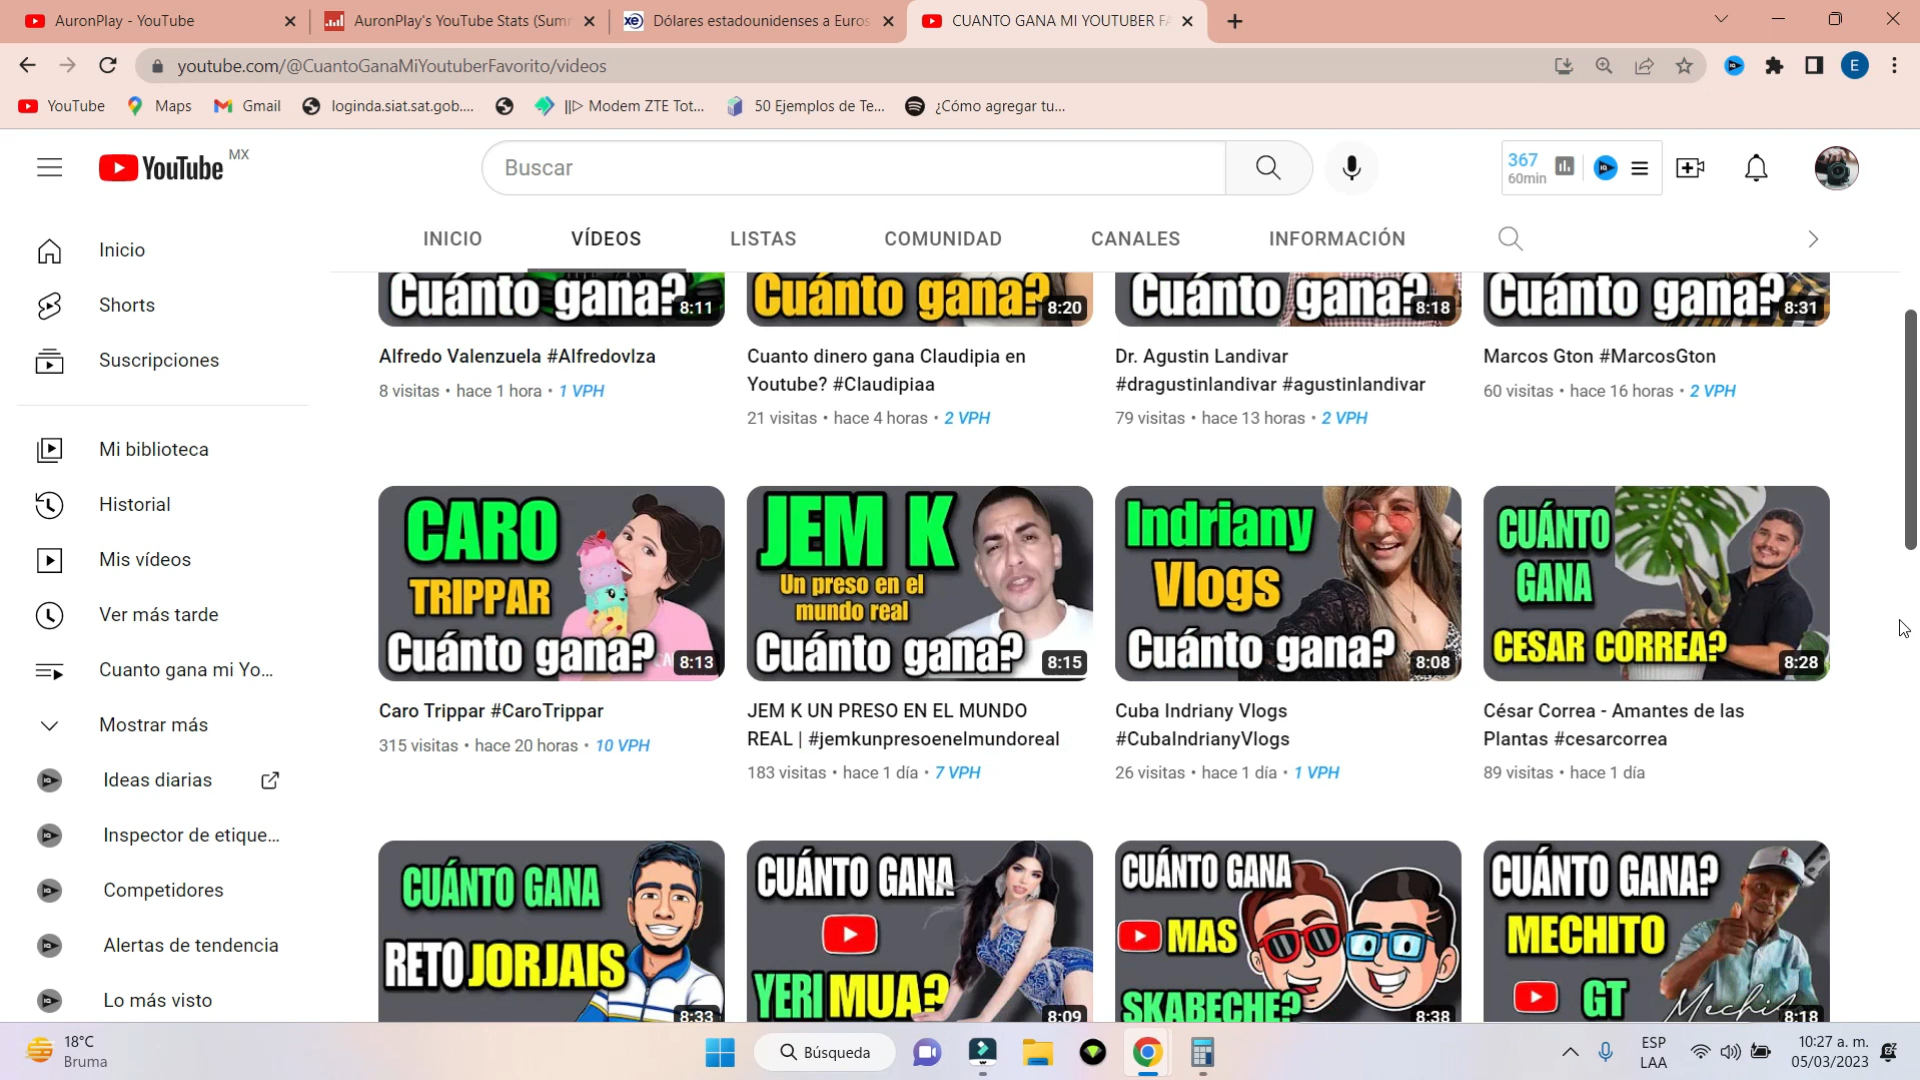 AuronPlay - YouTube
AuronPlay's YouTube Stats (Sum
Dólares estadounidenses a Euros
CUANTO GANA MI YOUTUBER FA
youtube.com/@CuantoGanaMiYoutuberFavorito/videos
E
YouTube
Maps
Gmail
loginda.siat.sat.gob....
||▷ Modem ZTE Tot...
50 Ejemplos de Te...
¿Cómo agregar tu...
YouTube MX
Buscar
367
60min
INICIO
VÍDEOS
LISTAS
COMUNIDAD
CANALES
INFORMACIÓN
Inicio
Shorts
Suscripciones
Mi biblioteca
Historial
Mis vídeos
Ver más tarde
Cuanto gana mi Yo...
Mostrar más
Ideas diarias
Inspector de etique...
Competidores
Alertas de tendencia
Lo más visto
Cuánto gana?
8:11
Cuánto gana?
8:20
Cuánto gana?
8:18
Cuánto gana?
8:31
Alfredo Valenzuela #Alfredovlza
8 visitas • hace 1 hora • 1 VPH
Cuanto dinero gana Claudipia en
Youtube? #Claudipiaa
21 visitas • hace 4 horas • 2 VPH
Dr. Agustin Landivar
#dragustinlandivar #agustinlandivar
79 visitas • hace 13 horas • 2 VPH
Marcos Gton #MarcosGton
60 visitas • hace 16 horas • 2 VPH
CARO
TRIPPAR
Cuánto gana?
8:13
JEM K
Un preso en el
mundo real
Cuánto gana?
8:15
Indriany
Vlogs
Cuánto gana?
8:08
CUÁNTO
GANA
CESAR CORREA?
8:28
Caro Trippar #CaroTrippar
315 visitas • hace 20 horas • 10 VPH
JEM K UN PRESO EN EL MUNDO
REAL | #jemkunpresoenelmundoreal
183 visitas • hace 1 día • 7 VPH
Cuba Indriany Vlogs
#CubaIndrianyVlogs
26 visitas • hace 1 día • 1 VPH
César Correa - Amantes de las
Plantas #cesarcorrea
89 visitas • hace 1 día
CUÁNTO GANA
RETO JORJAIS
8:33
CUÁNTO GANA
YERI MUA?
8:09
CUÁNTO GANA
MAS
SKABECHE?
8:38
CUÁNTO GANA?
MECHITO
GT
8:18
18°C
Bruma
Búsqueda
ESP
LAA
10:27 a. m.
05/03/2023